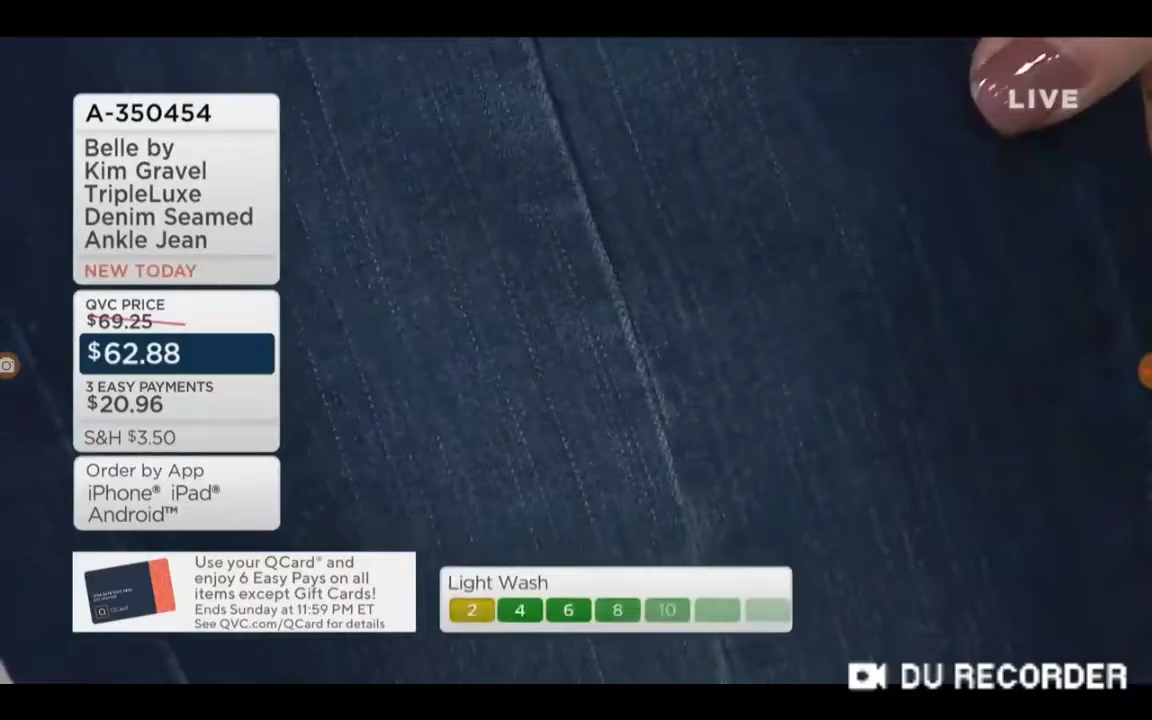 A-350454
Belle by
Kim Gravel
TripleLuxe
Denim Seamed
Ankle Jean
NEW TODAY
QVC PRICE
$69.25
$62.88
3 EASY PAYMENTS
$20.96
S&H $3.50
Order by App
iPhone® iPad®
Android™
Use your QCard® and
enjoy 6 Easy Pays on all
items except Gift Cards!
Ends Sunday at 11:59 PM ET
See QVC.com/QCard for details
QCard
Light Wash
2 4 6 8 10
LIVE
DU RECORDER